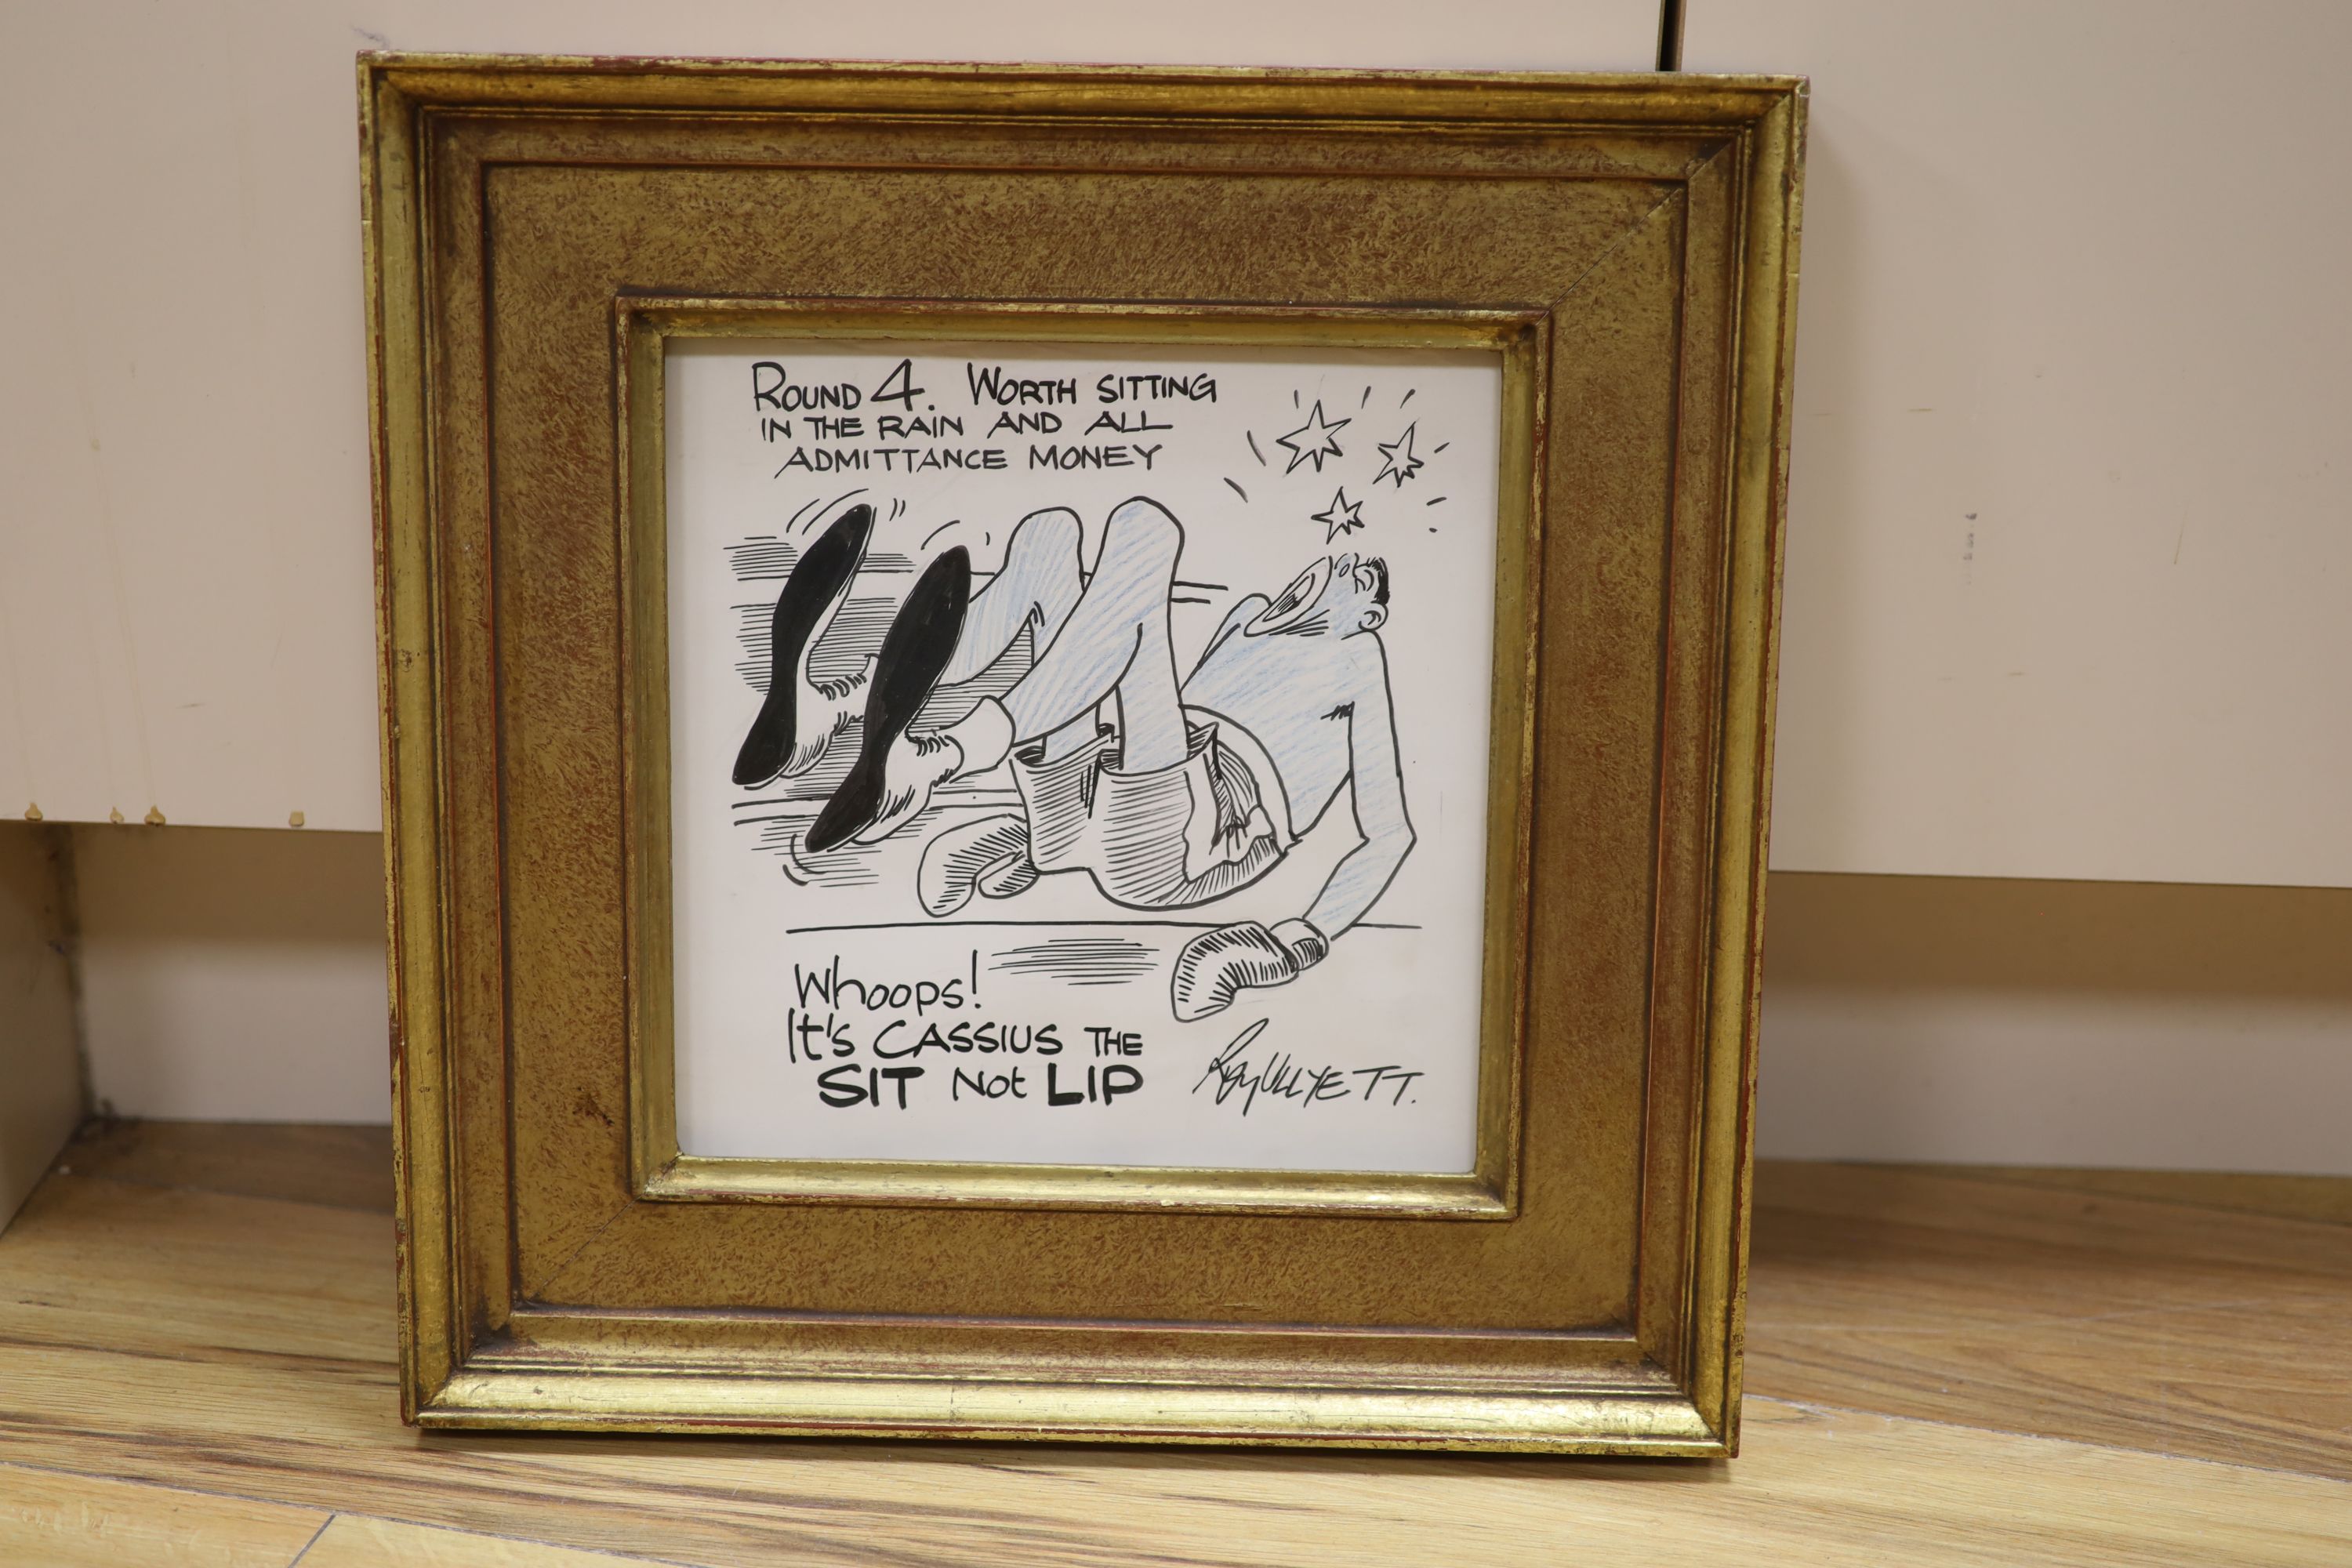 ROUND 4. WORTH SITTING
IN THE RAIN AND ALL
ADMITTANCE MONEY
Whoops!
It's CASSIUS THE
SIT Not LIP
Roy ULLYETT.